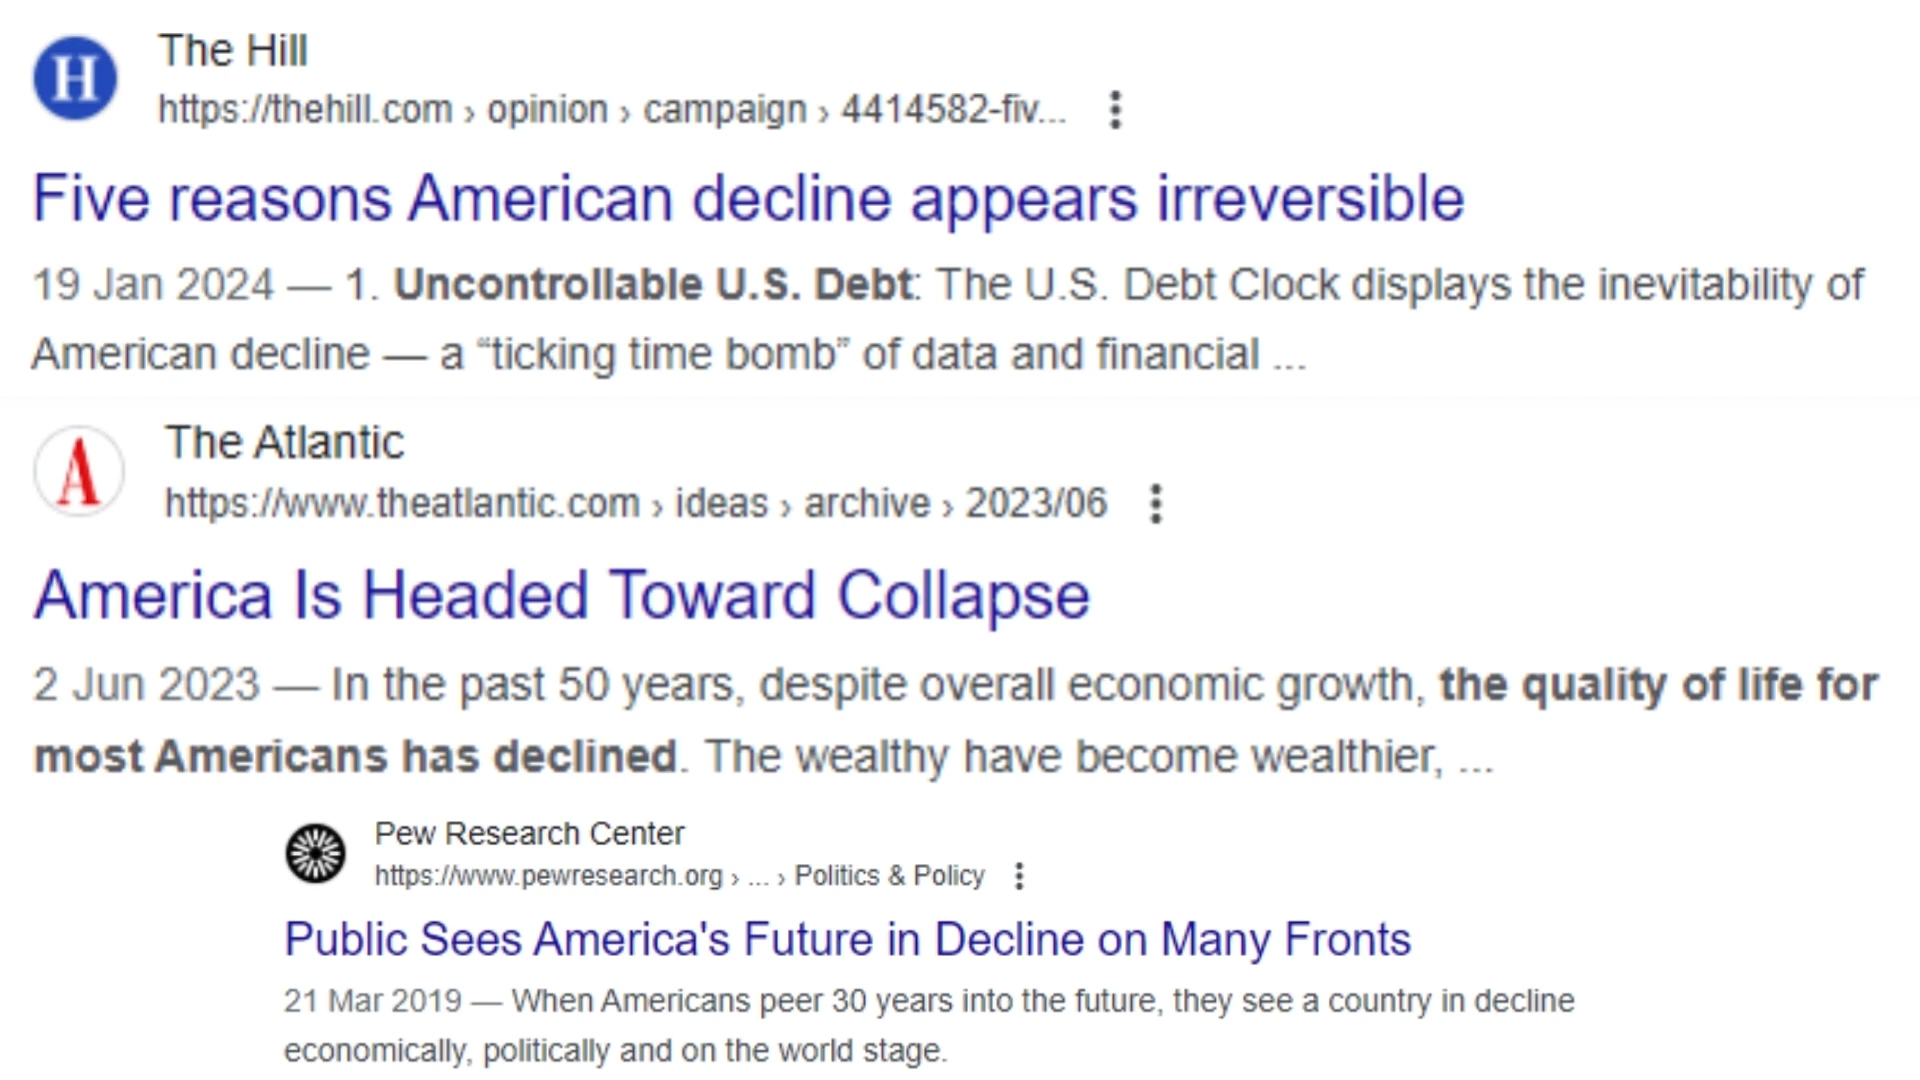 The Hill
https://thehill.com › opinion › campaign › 4414582-fiv...
Five reasons American decline appears irreversible
19 Jan 2024 — 1. Uncontrollable U.S. Debt: The U.S. Debt Clock displays the inevitability of
American decline — a “ticking time bomb” of data and financial ...
The Atlantic
https://www.theatlantic.com › ideas › archive › 2023/06
America Is Headed Toward Collapse
2 Jun 2023 — In the past 50 years, despite overall economic growth, the quality of life for
most Americans has declined. The wealthy have become wealthier, ...
Pew Research Center
https://www.pewresearch.org › ... › Politics & Policy
Public Sees America's Future in Decline on Many Fronts
21 Mar 2019 — When Americans peer 30 years into the future, they see a country in decline
economically, politically and on the world stage.